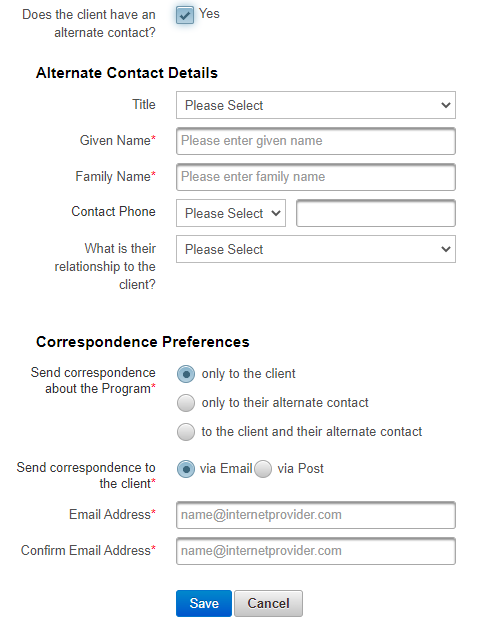 Does the client have an Yes
alternate contact?
Alternate Contact Details
Title Please Select
Given Name* Please enter given name
Family Name* Please enter family name
Contact Phone Please Select
What is their Please Select
relationship to the
client?
Correspondence Preferences
Send correspondence only to the client
about the Program*
only to their alternate contact
to the client and their alternate contact
Send correspondence to via Email via Post
the client*
Email Address* name@internetprovider.com
Confirm Email Address* name@internetprovider.com
Save Cancel